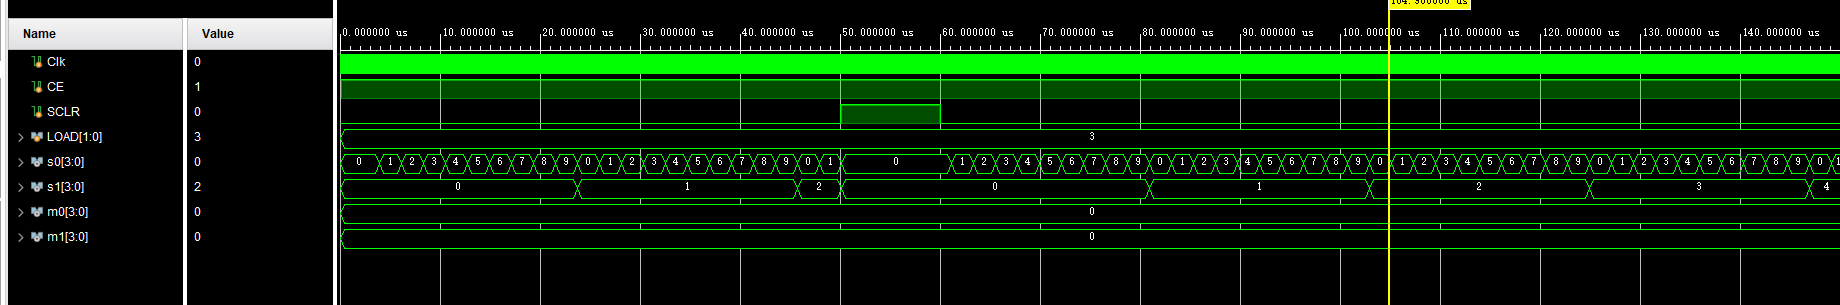 104.900000 us
Name Value
0.000000 us 10.000000 us 20.000000 us 30.000000 us 40.000000 us 50.000000 us 60.000000 us 70.000000 us 80.000000 us 90.000000 us 100.000000 us 110.000000 us 120.000000 us 130.000000 us 140.000000 us
Clk 0
CE 1
SCLR 0
LOAD[1:0] 3 3
s0[3:0] 0 0 1 2 3 4 5 6 7 8 9 0 1 2 3 4 5 6 7 8 9 0 1 0 1 2 3 4 5 6 7 8 9 0 1 2 3 4 5 6 7 8 9 0 1 2 3 4 5 6 7 8 9 0 1 2 3 4 5 6 7 8 9 0 1
s1[3:0] 2 0 1 2 0 1 2 3 4
m0[3:0] 0 0
m1[3:0] 0 0